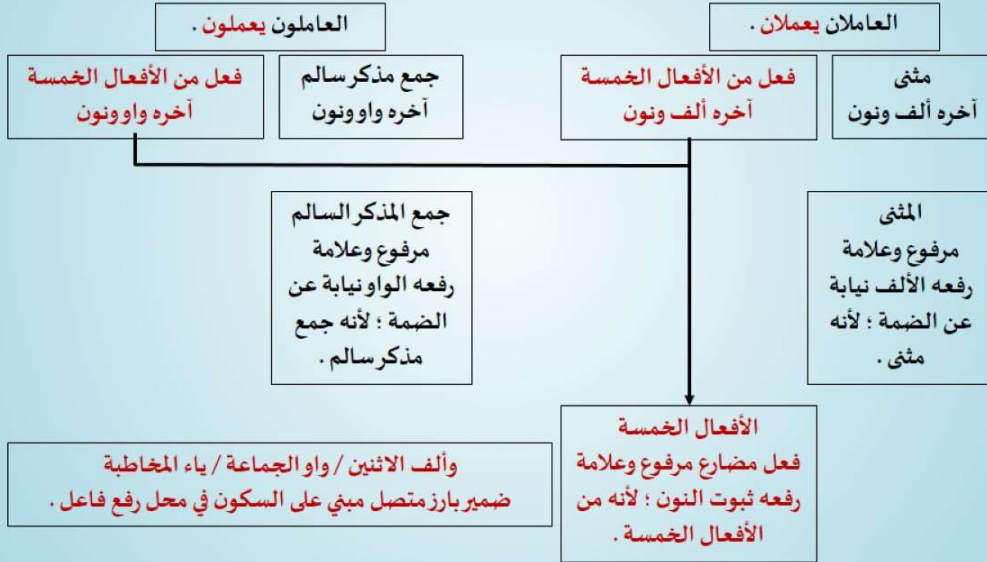 العاملان يعملان .
العاملون يعملون .
مثنى
آخره ألف ونون
فعل من الأفعال الخمسة
آخره ألف ونون
جمع مذكر سالم
آخره واو ونون
فعل من الأفعال الخمسة
آخره واو ونون
المثنى
مرفوع وعلامة
رفعه الألف نيابة
عن الضمة ؛ لأنه
مثنى .
جمع المذكر السالم
مرفوع وعلامة
رفعه الواو نيابة عن
الضمة ؛ لأنه جمع
مذكر سالم .
الأفعال الخمسة
فعل مضارع مرفوع وعلامة
رفعه ثبوت النون ؛ لأنه من
الأفعال الخمسة .
وألف الاثنين / واو الجماعة / ياء المخاطبة
ضمير بارز متصل مبني على السكون في محل رفع فاعل .